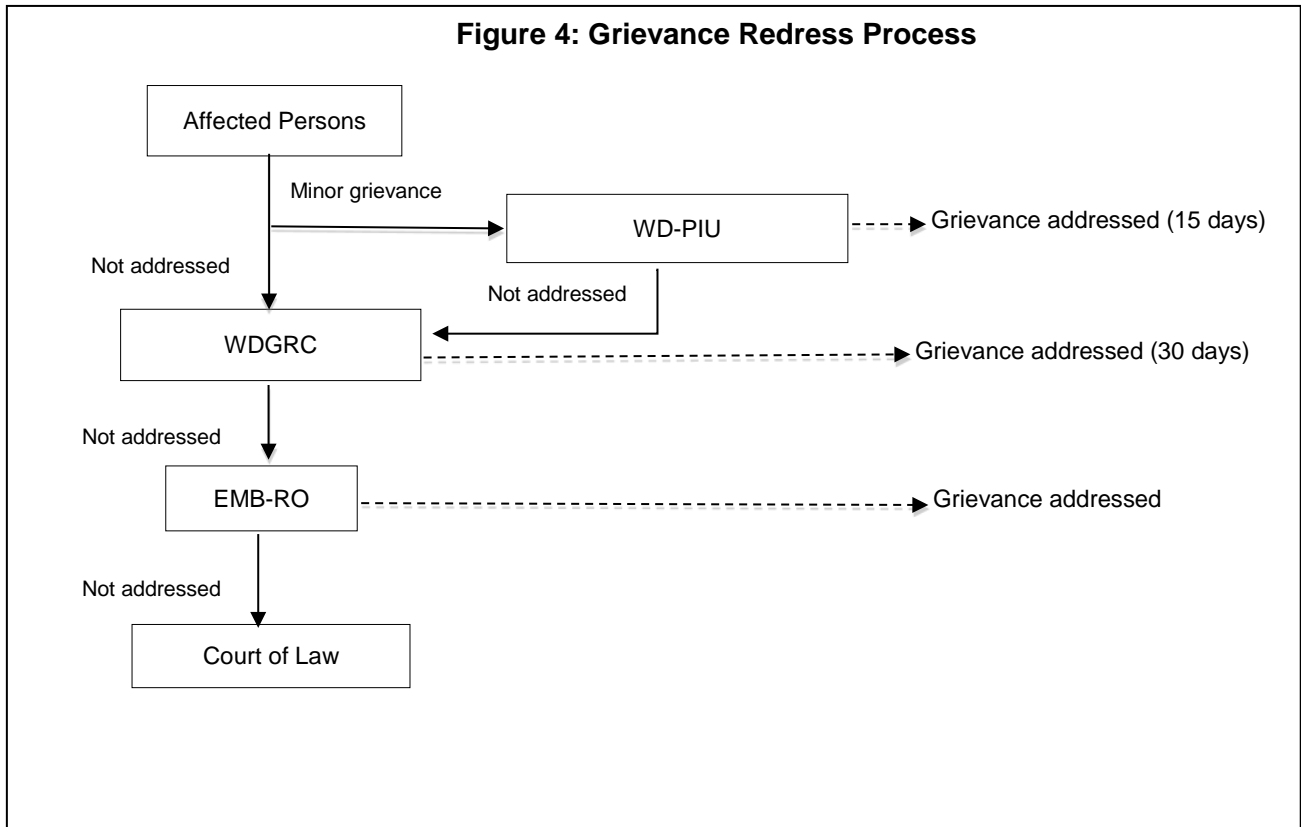 Figure 4: Grievance Redress Process
Affected Persons
Minor grievance
WD-PIU
Grievance addressed (15 days)
Not addressed
Not addressed
WDGRC
Grievance addressed (30 days)
Not addressed
EMB-RO
Grievance addressed
Not addressed
Court of Law